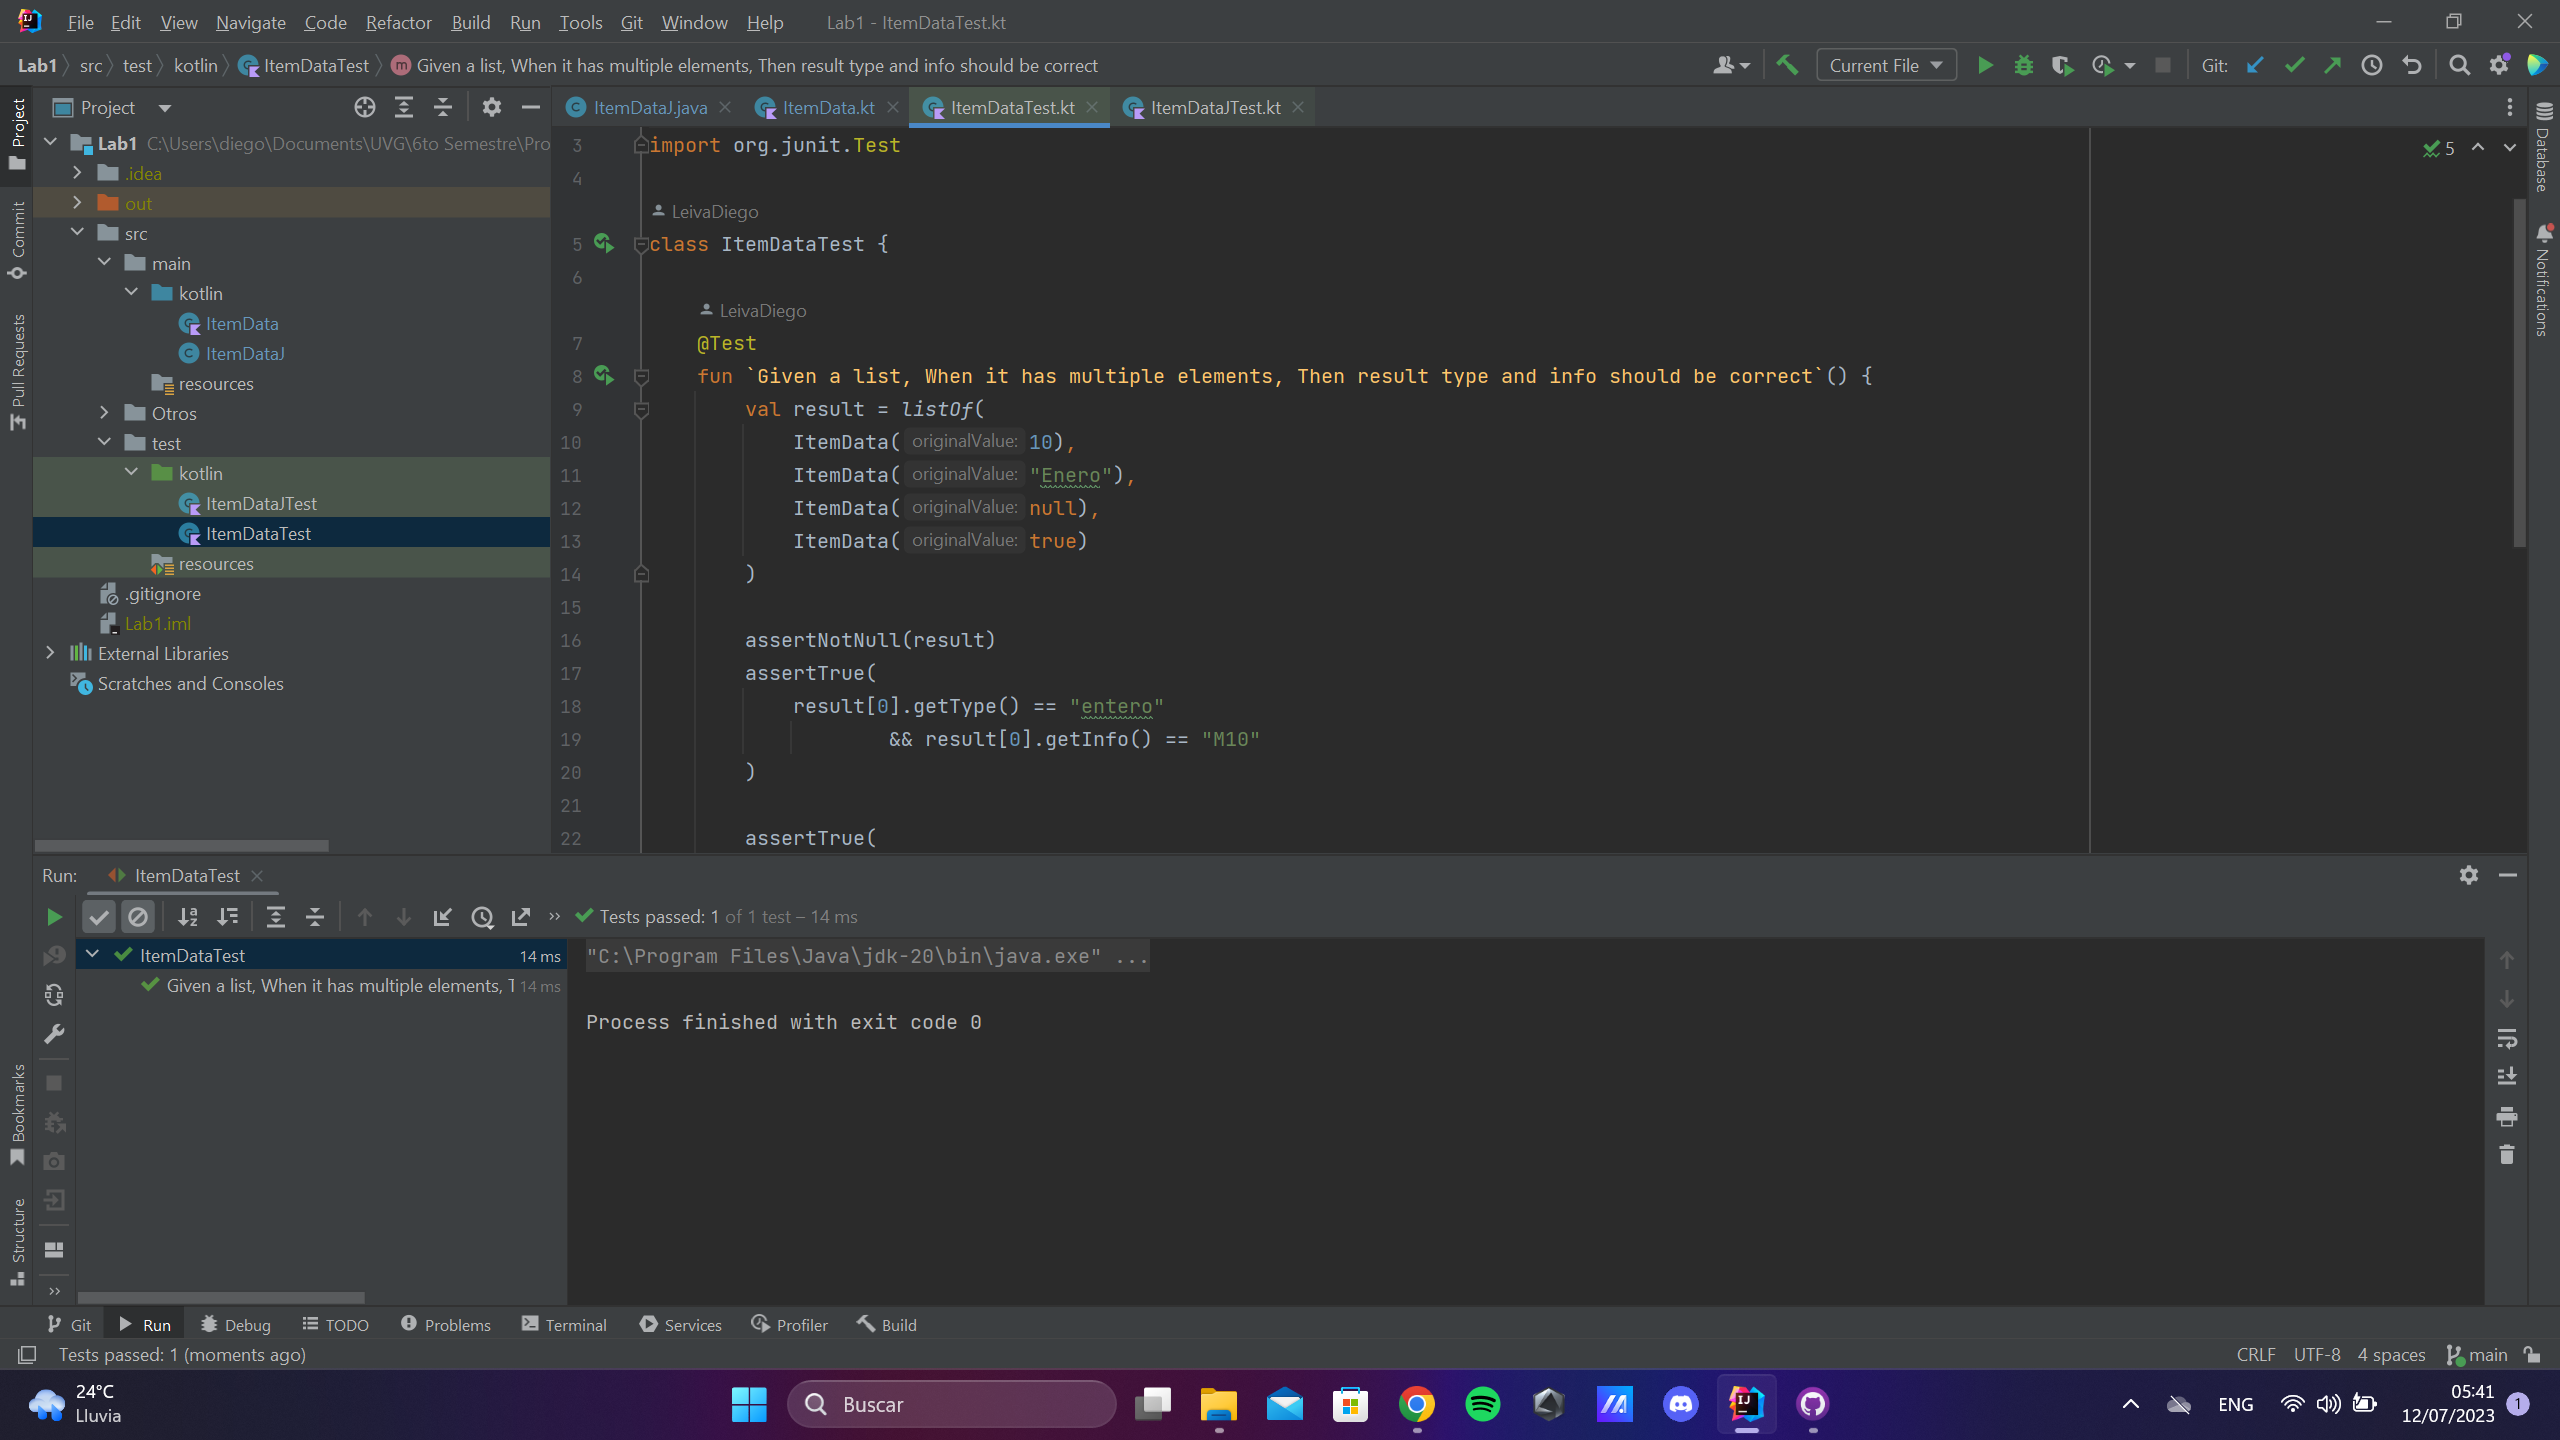 File Edit View Navigate Code Refactor Build Run Tools Git Window Help Lab1 - ItemDataTest.kt
Lab1 src test kotlin ItemDataTest m Given a list, When it has multiple elements, Then result type and info should be correct Current File Git:
Project
ItemDataJ.java ItemData.kt ItemDataTest.kt ItemDataJTest.kt
Project
Commit
Pull Requests
Bookmarks
Structure
Lab1 C:\Users\diego\Documents\UVG\6to Semestre\Pro
.idea
out
src
main
kotlin
ItemData
ItemDataJ
resources
Otros
test
kotlin
ItemDataJTest
ItemDataTest
resources
.gitignore
Lab1.iml
External Libraries
Scratches and Consoles
3 import org.junit.Test
4
LeivaDiego
5 class ItemDataTest {
6
LeivaDiego
7 @Test
8 fun `Given a list, When it has multiple elements, Then result type and info should be correct`() {
9 val result = listOf(
10 ItemData( originalValue: 10),
11 ItemData( originalValue: "Enero"),
12 ItemData( originalValue: null),
13 ItemData( originalValue: true)
14 )
15
16 assertNotNull(result)
17 assertTrue(
18 result[0].getType() == "entero"
19 && result[0].getInfo() == "M10"
20 )
21
22 assertTrue(
5
Database
Notifications
Run: ItemDataTest
Tests passed: 1 of 1 test – 14 ms
ItemDataTest 14 ms
Given a list, When it has multiple elements, T 14 ms
"C:\Program Files\Java\jdk-20\bin\java.exe" ...
Process finished with exit code 0
Git Run Debug TODO Problems Terminal Services Profiler Build
Tests passed: 1 (moments ago) CRLF UTF-8 4 spaces main
24°C
Lluvia
Buscar
ENG
05:41
12/07/2023
1